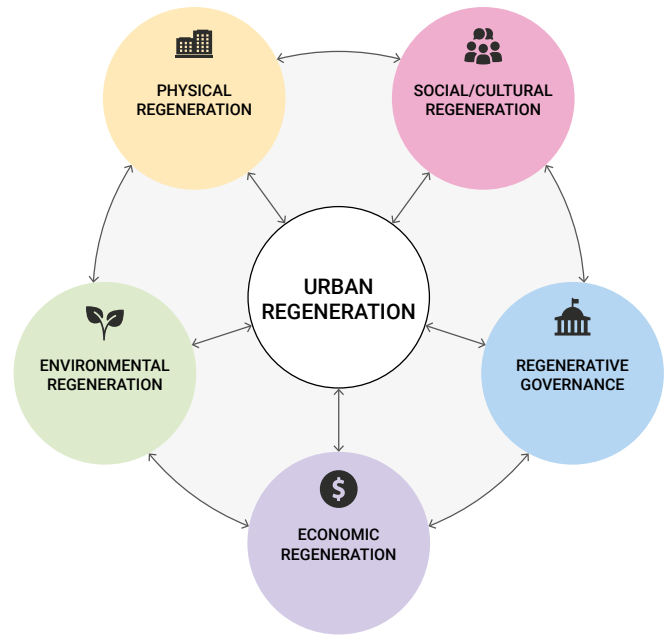 PHYSICAL
REGENERATION
SOCIAL/CULTURAL
REGENERATION
URBAN
REGENERATION
ENVIRONMENTAL
REGENERATION
REGENERATIVE
GOVERNANCE
$
ECONOMIC
REGENERATION